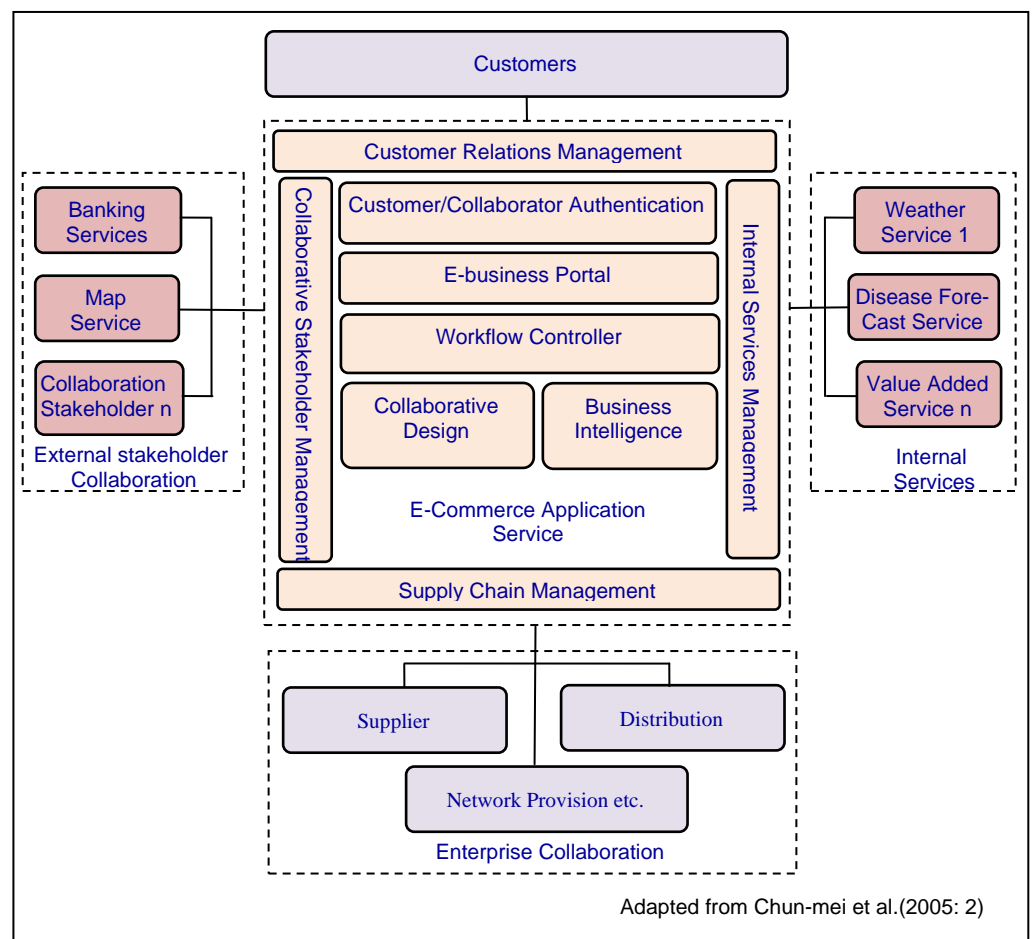 Customers
Customer Relations Management
Banking
Services
Map
Service
Collaboration
Stakeholder n
External stakeholder
Collaboration
Collaborative Stakeholder Management
Customer/Collaborator Authentication
E-business Portal
Workflow Controller
Collaborative
Design
Business
Intelligence
E-Commerce Application
Service
Internal Services Management
Weather
Service 1
Disease Fore-
Cast Service
Value Added
Service n
Internal
Services
Supply Chain Management
Supplier
Distribution
Network Provision etc.
Enterprise Collaboration
Adapted from Chun-mei et al.(2005: 2)